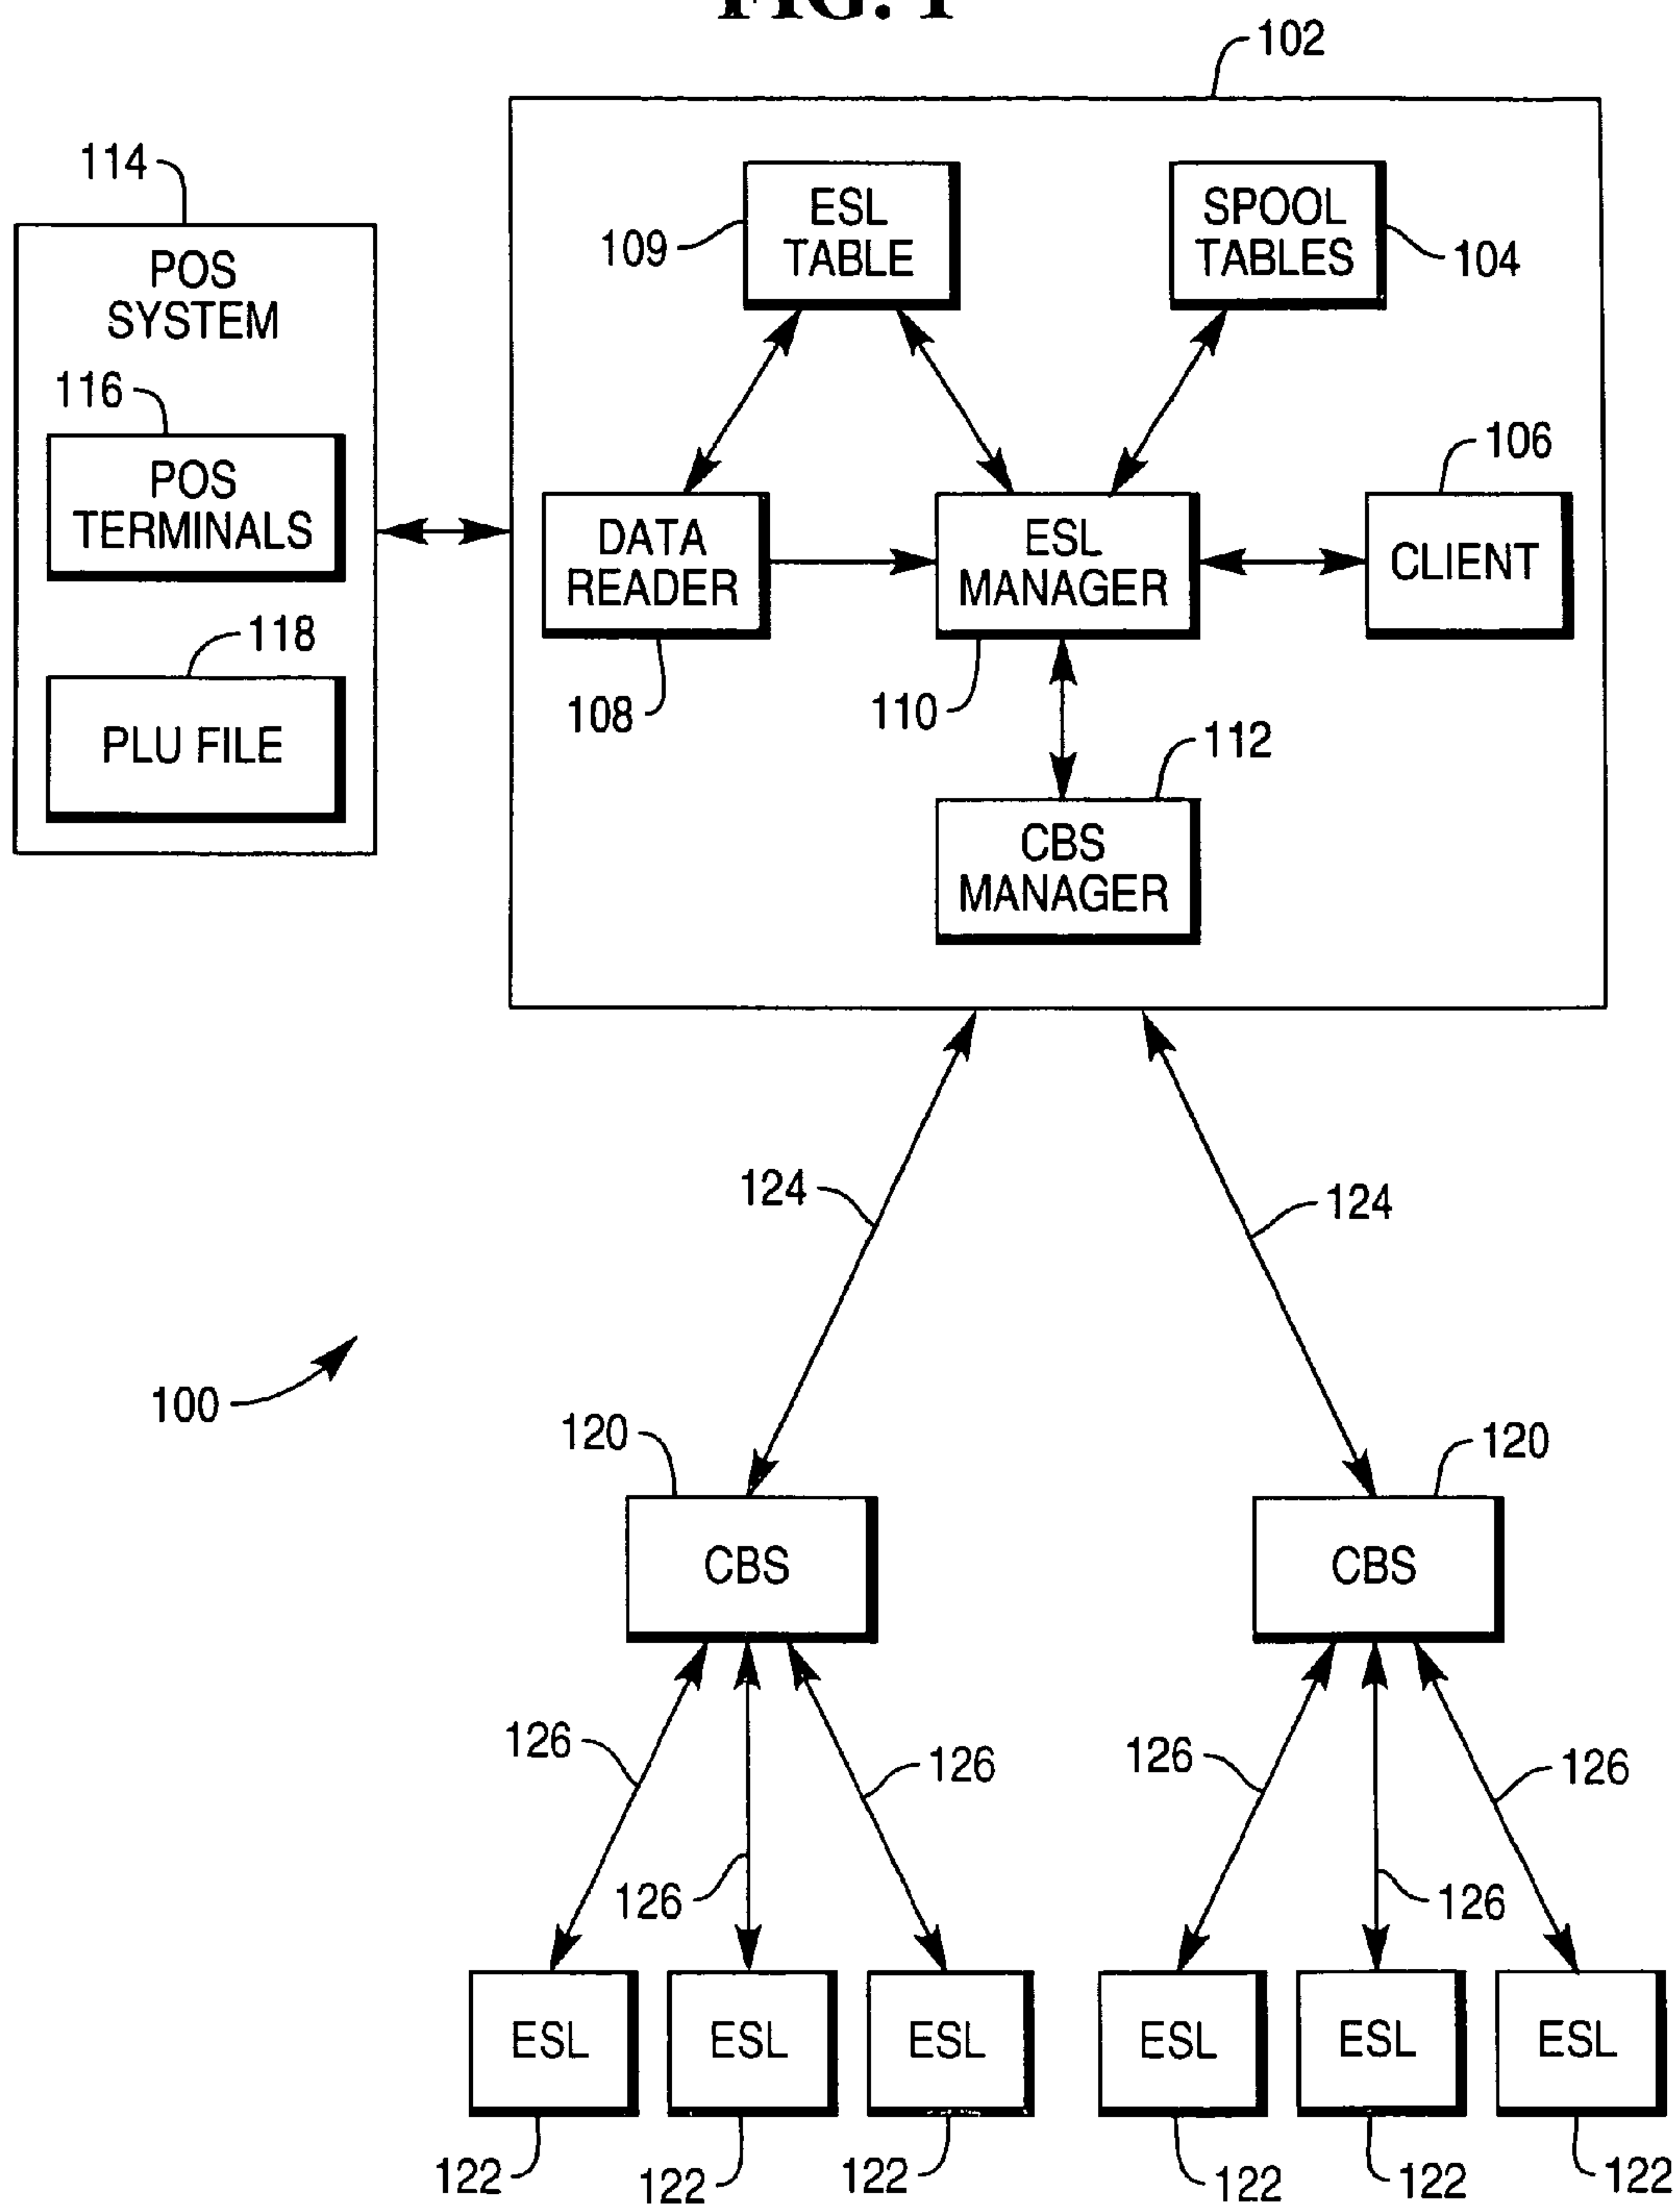 FIG. 1
102
114
POS
SYSTEM
116
POS
TERMINALS
118
PLU FILE
ESL
TABLE
109
SPOOL
TABLES
104
106
DATA
READER
108
ESL
MANAGER
110
CLIENT
112
CBS
MANAGER
124
124
100
120
120
CBS
CBS
126
126
126
126
126
126
ESL
ESL
ESL
ESL
ESL
ESL
122
122
122
122
122
122